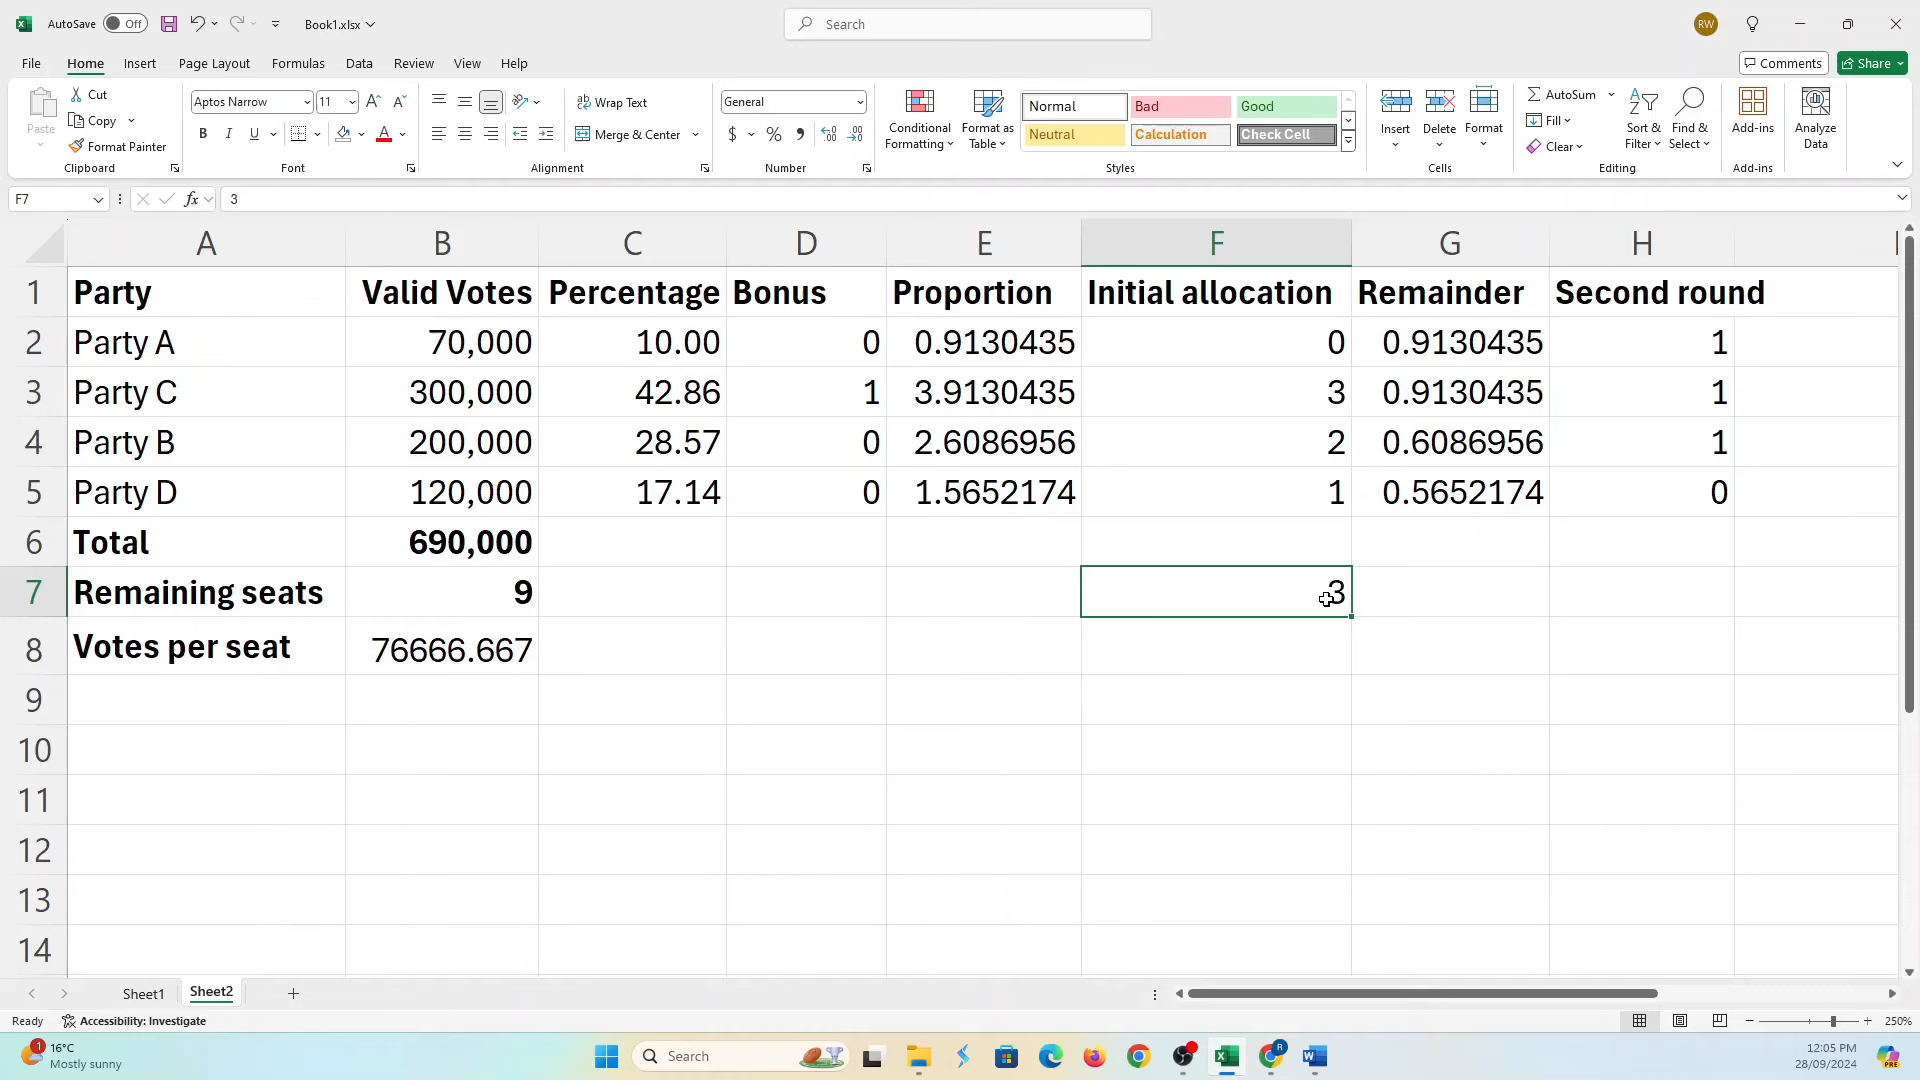 AutoSave Off Book1.xlsx Search RW
File Home Insert Page Layout Formulas Data Review View Help Comments Share
Paste Cut Copy Format Painter Clipboard
Aptos Narrow 11 A A B I U A Font
Wrap Text Merge & Center Alignment
General $ % , Number
Conditional Formatting Format as Table Normal Bad Good Neutral Calculation Check Cell Styles
Insert Delete Format Cells
AutoSum Fill Clear Sort & Filter Find & Select Editing
Add-ins Add-ins Analyze Data
F7 fx 3
A B C D E F G H
1 Party Valid Votes Percentage Bonus Proportion Initial allocation Remainder Second round
2 Party A 70,000 10.00 0 0.9130435 0 0.9130435 1
3 Party C 300,000 42.86 1 3.9130435 3 0.9130435 1
4 Party B 200,000 28.57 0 2.6086956 2 0.6086956 1
5 Party D 120,000 17.14 0 1.5652174 1 0.5652174 0
6 Total 690,000
7 Remaining seats 9 3
8 Votes per seat 76666.667
9
10
11
12
13
14
Sheet1 Sheet2
Ready Accessibility: Investigate 250%
1 16°C Search 12:05 PM
Mostly sunny 28/09/2024